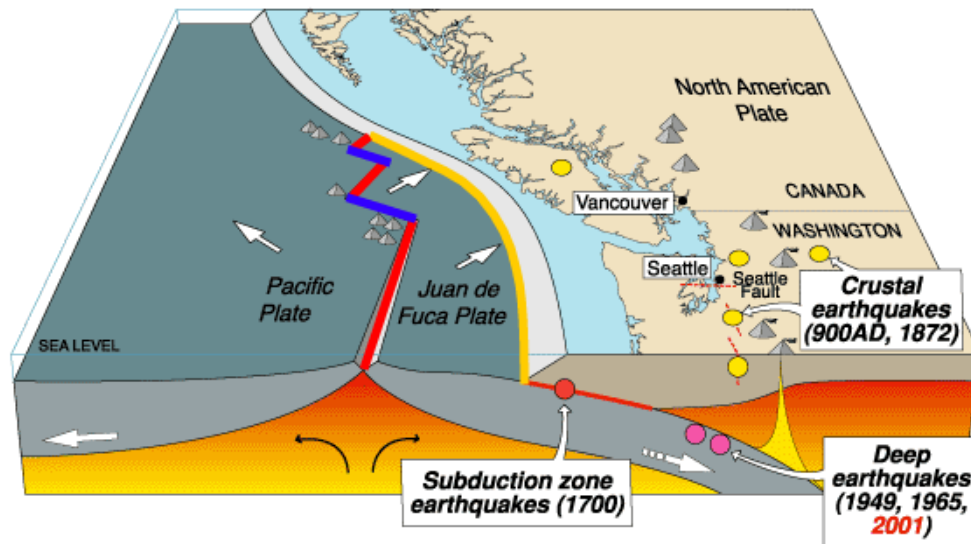 North American
Plate
CANADA
Vancouver
WASHINGTON
Seattle
Seattle
Fault
Crustal
earthquakes
(900AD, 1872)
Pacific
Plate
Juan de
Fuca Plate
SEA LEVEL
Subduction zone
earthquakes (1700)
Deep
earthquakes
(1949, 1965,
2001)